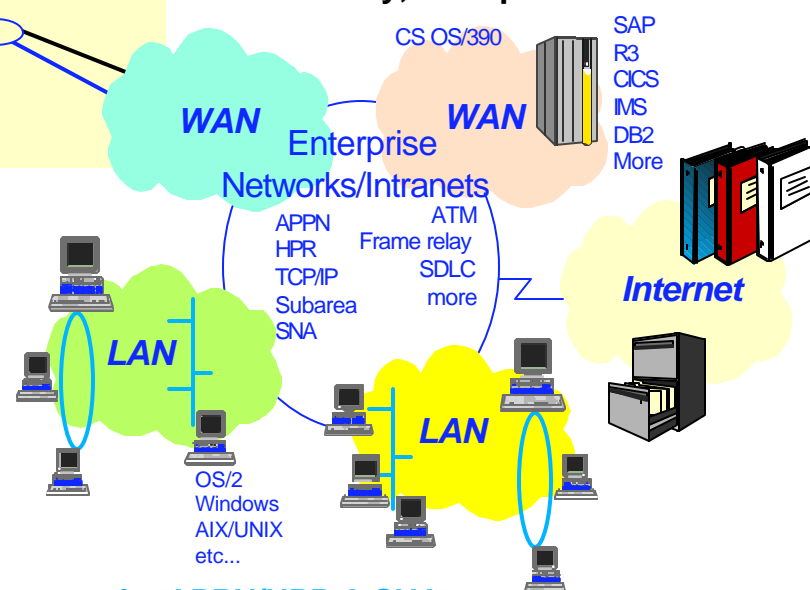 CS OS/390
SAP
R3
CICS
IMS
DB2
More
WAN
WAN
Enterprise
Networks/Intranets
APPN
HPR
TCP/IP
Subarea
SNA
ATM
Frame relay
SDLC
more
Internet
LAN
LAN
OS/2
Windows
AIX/UNIX
etc...